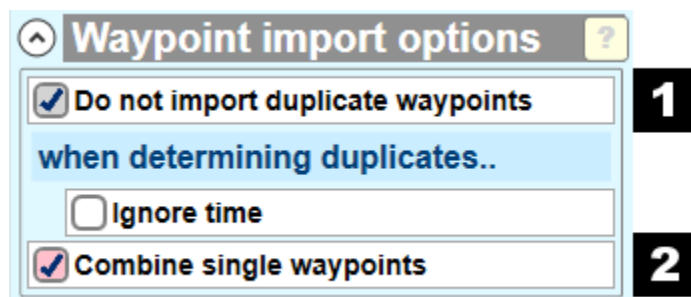 Waypoint import options ?
Do not import duplicate waypoints 1
when determining duplicates..
Ignore time
Combine single waypoints 2